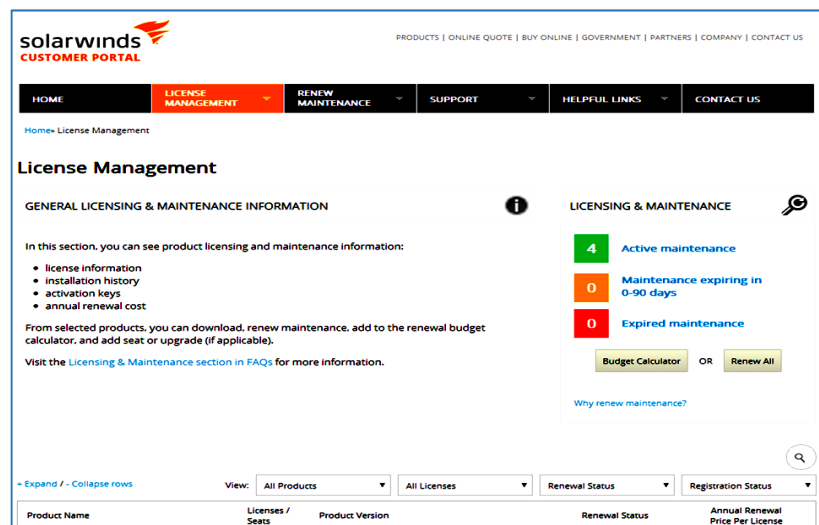 solarwinds
CUSTOMER PORTAL
PRODUCTS | ONLINE QUOTE | BUY ONLINE | GOVERNMENT | PARTNERS | COMPANY | CONTACT US
HOME
LICENSE
MANAGEMENT
RENEW
MAINTENANCE
SUPPORT
HELPFUL LINKS
CONTACT US
Home» License Management
License Management
GENERAL LICENSING & MAINTENANCE INFORMATION
In this section, you can see product licensing and maintenance information:
• license information
• installation history
• activation keys
• annual renewal cost
From selected products, you can download, renew maintenance, add to the renewal budget
calculator, and add seat or upgrade (if applicable).
Visit the Licensing & Maintenance section in FAQs for more information.
LICENSING & MAINTENANCE
4 Active maintenance
0 Maintenance expiring in
0-90 days
0 Expired maintenance
Budget Calculator OR Renew All
Why renew maintenance?
+ Expand / - Collapse rows
View: All Products All Licenses Renewal Status Registration Status
Product Name
Licenses /
Seats
Product Version
Renewal Status
Annual Renewal
Price Per License